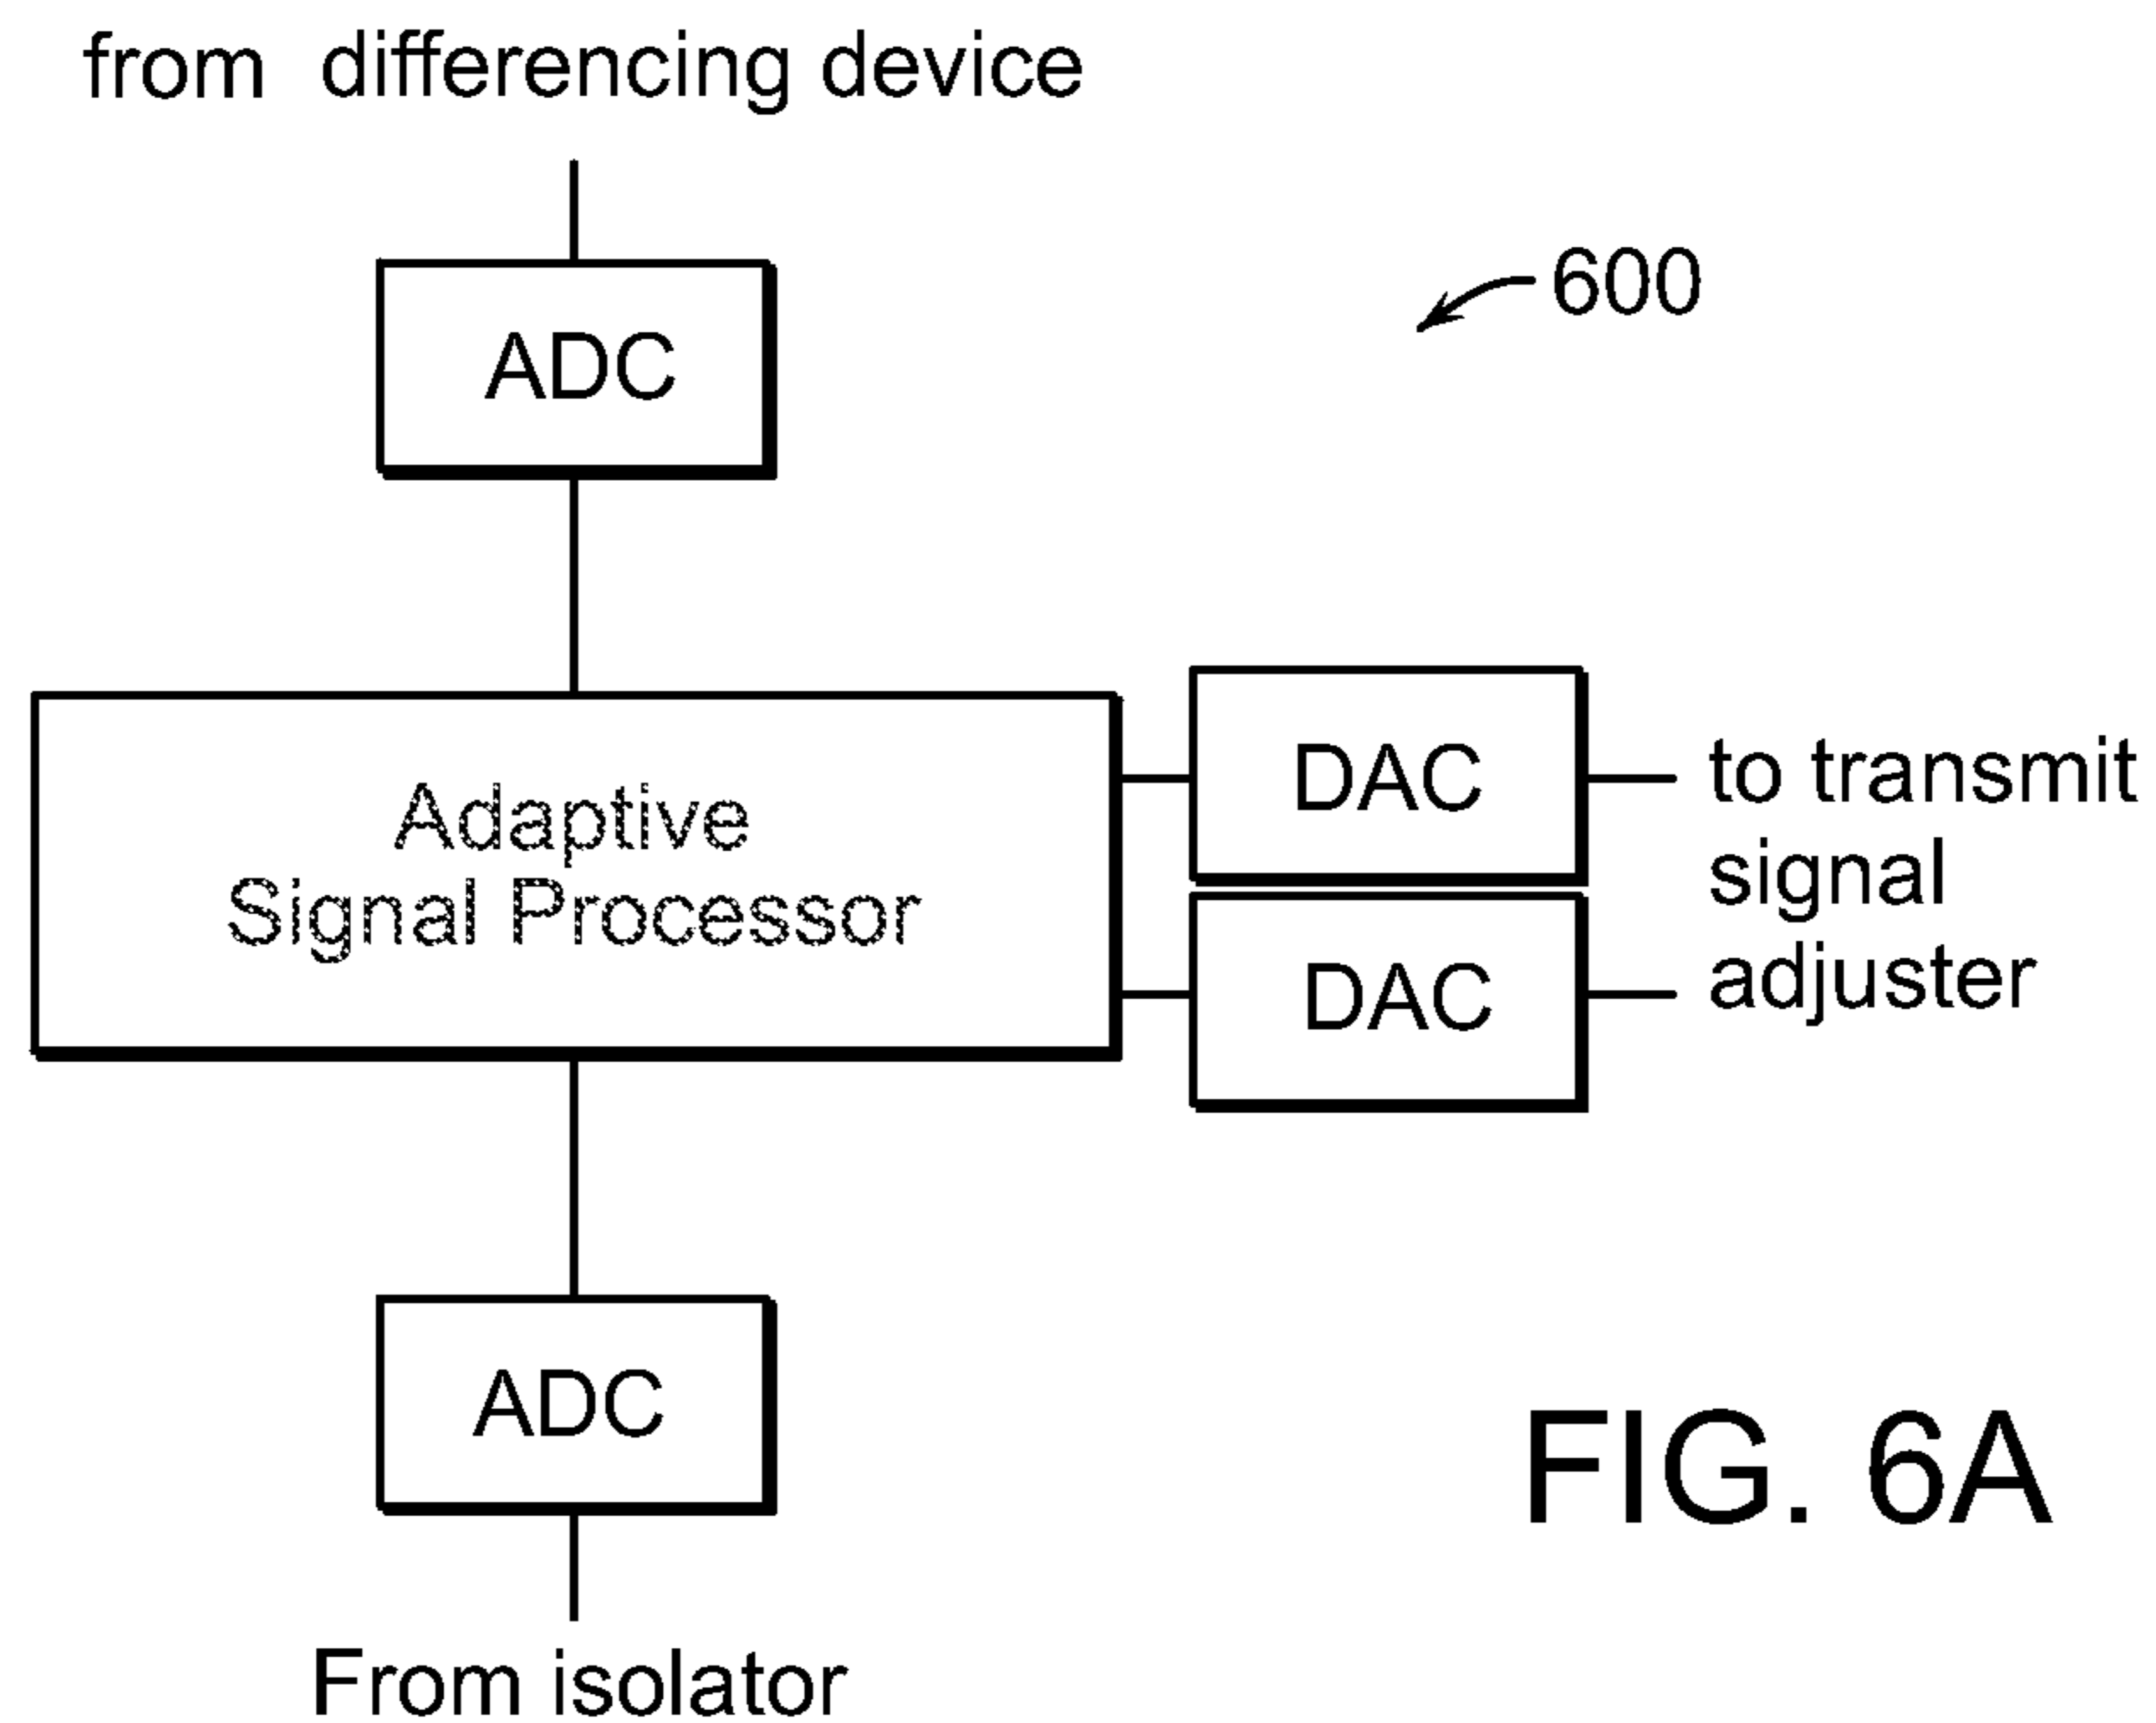 from differencing device
600
ADC
DAC
to transmit
signal
adjuster
Adaptive
Signal Processor
DAC
ADC
From isolator
FIG. 6A